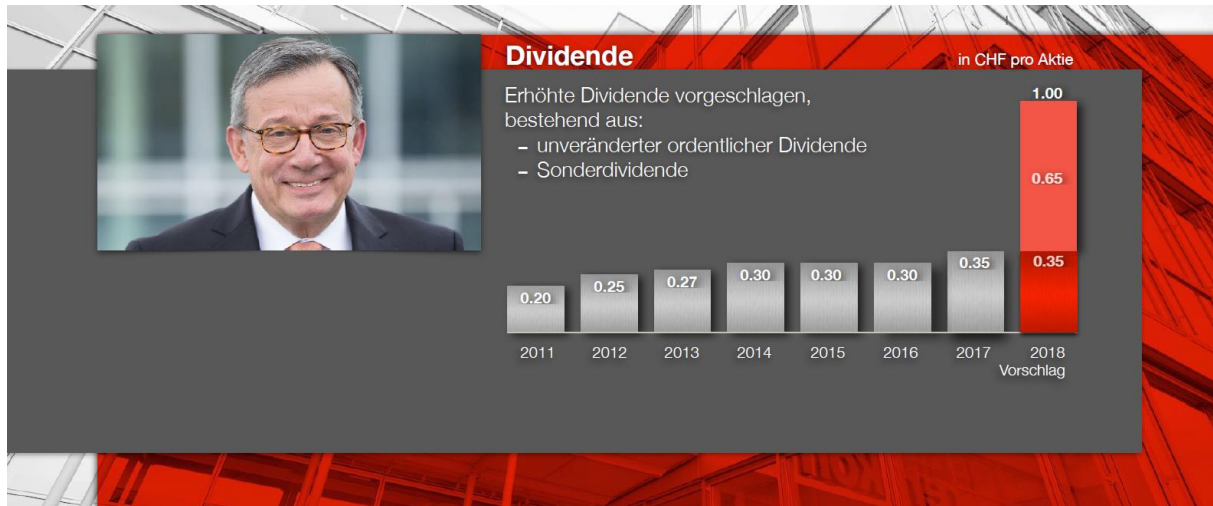 Dividende
in CHF pro Aktie
Erhöhte Dividende vorgeschlagen,
bestehend aus:
- unveränderter ordentlicher Dividende
- Sonderdividende
1.00
0.65
0.20
0.25
0.27
0.30
0.30
0.30
0.35
0.35
2011
2012
2013
2014
2015
2016
2017
2018
Vorschlag